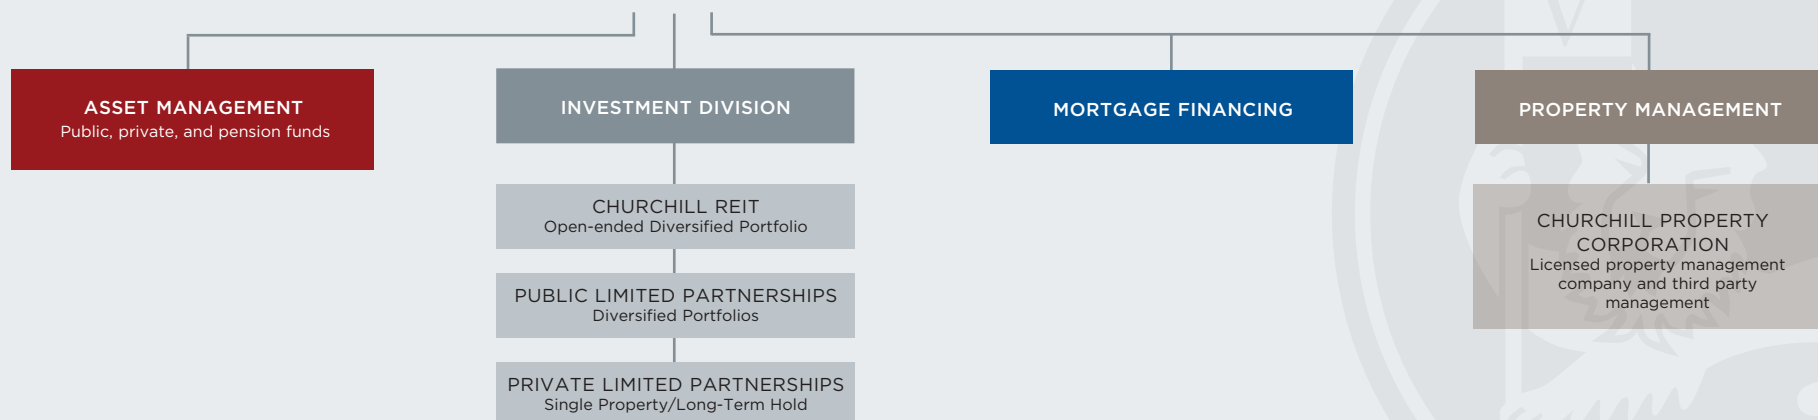 ASSET MANAGEMENT
Public, private, and pension funds
INVESTMENT DIVISION
CHURCHILL REIT
Open-ended Diversified Portfolio
PUBLIC LIMITED PARTNERSHIPS
Diversified Portfolios
PRIVATE LIMITED PARTNERSHIPS
Single Property/Long-Term Hold
MORTGAGE FINANCING
PROPERTY MANAGEMENT
CHURCHILL PROPERTY
CORPORATION
Licensed property management
company and third party
management